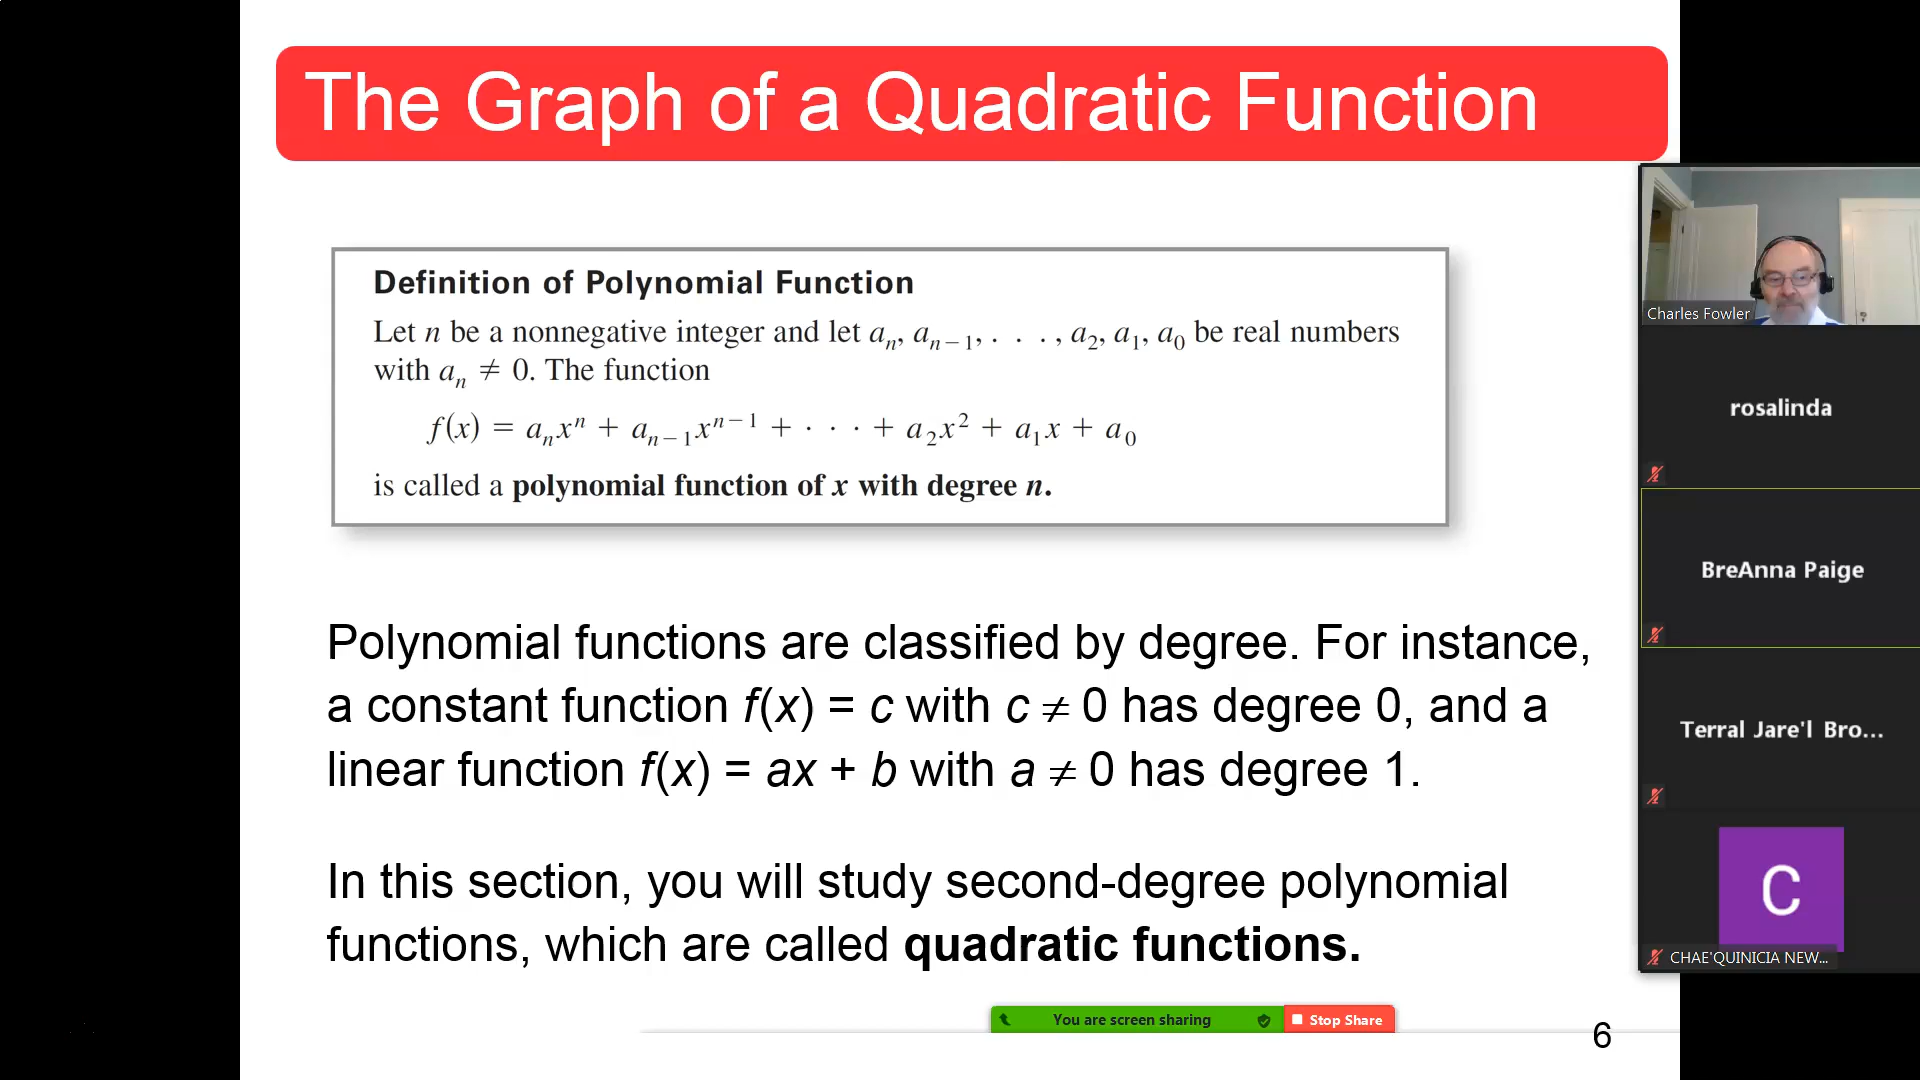 The Graph of a Quadratic Function
Definition of Polynomial Function
Let n be a nonnegative integer and let aₙ, aₙ₋₁, . . . , a₂, a₁, a₀ be real numbers
with aₙ ≠ 0. The function
f(x) = aₙxⁿ + aₙ₋₁xⁿ⁻¹ + · · · + a₂x² + a₁x + a₀
is called a polynomial function of x with degree n.
Polynomial functions are classified by degree. For instance,
a constant function f(x) = c with c ≠ 0 has degree 0, and a
linear function f(x) = ax + b with a ≠ 0 has degree 1.
In this section, you will study second-degree polynomial
functions, which are called quadratic functions.
You are screen sharing
Stop Share
6
Charles Fowler
rosalinda
BreAnna Paige
Terral Jare'l Bro...
C
CHAE'QUINICIA NEW...